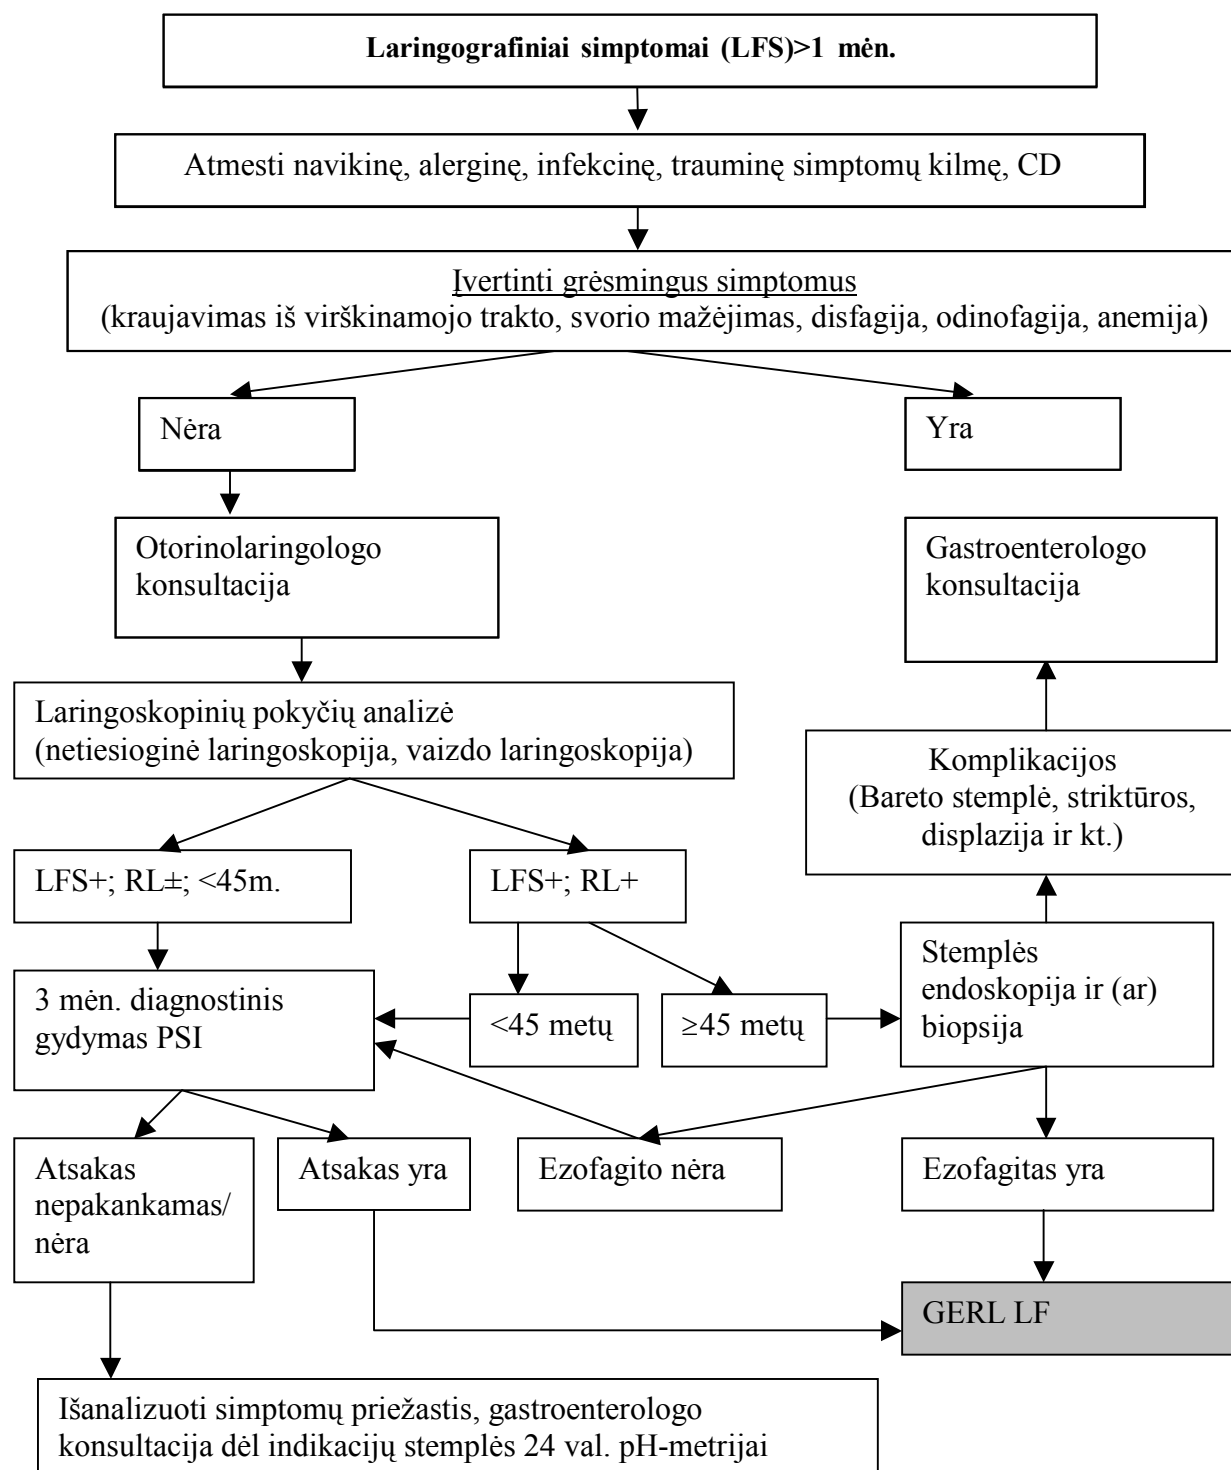 Laringografiniai simptomai (LFS)>1 mėn.
Atmesti navikinę, alerginę, infekcinę, trauminę simptomų kilmę, CD
Įvertinti grėsmingus simptomus
(kraujavimas iš virškinamojo trakto, svorio mažėjimas, disfagija, odinofagija, anemija)
Nėra
Yra
Otorinolaringologo
konsultacija
Gastroenterologo
konsultacija
Laringoskopinių pokyčių analizė
(netiesioginė laringoskopija, vaizdo laringoskopija)
Komplikacijos
(Bareto stemplė, striktūros,
displazija ir kt.)
LFS+; RL±; <45m.
LFS+; RL+
Stemplės
endoskopija ir (ar)
biopsija
3 mėn. diagnostinis
gydymas PSI
<45 metų
≥45 metų
Atsakas
nepakankamas/
nėra
Atsakas yra
Ezofagito nėra
Ezofagitas yra
GERL LF
Išanalizuoti simptomų priežastis, gastroenterologo
konsultacija dėl indikacijų stemplės 24 val. pH-metrijai